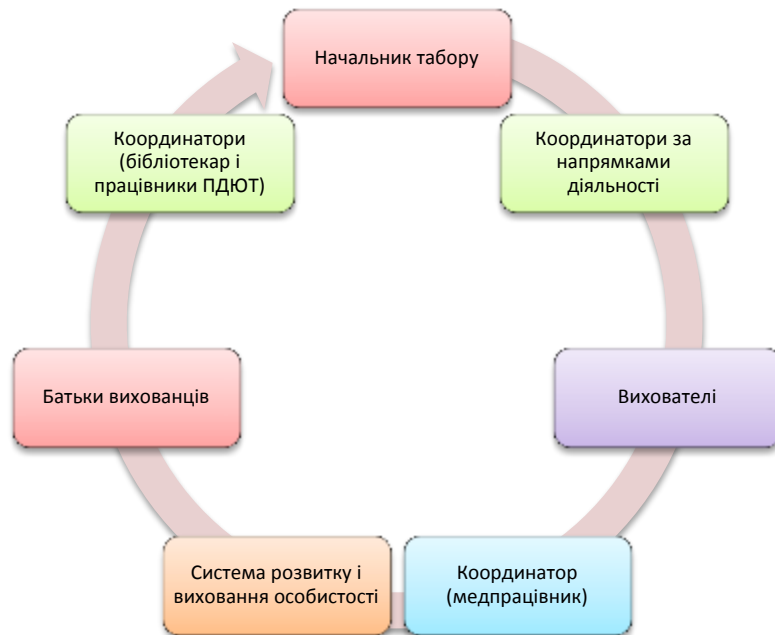 Начальник табору
Координатори за
напрямками
діяльності
Вихователі
Координатор
(медпрацівник)
Система розвитку і
виховання особистості
Батьки вихованців
Координатори
(бібліотекар і
працівники ПДЮТ)